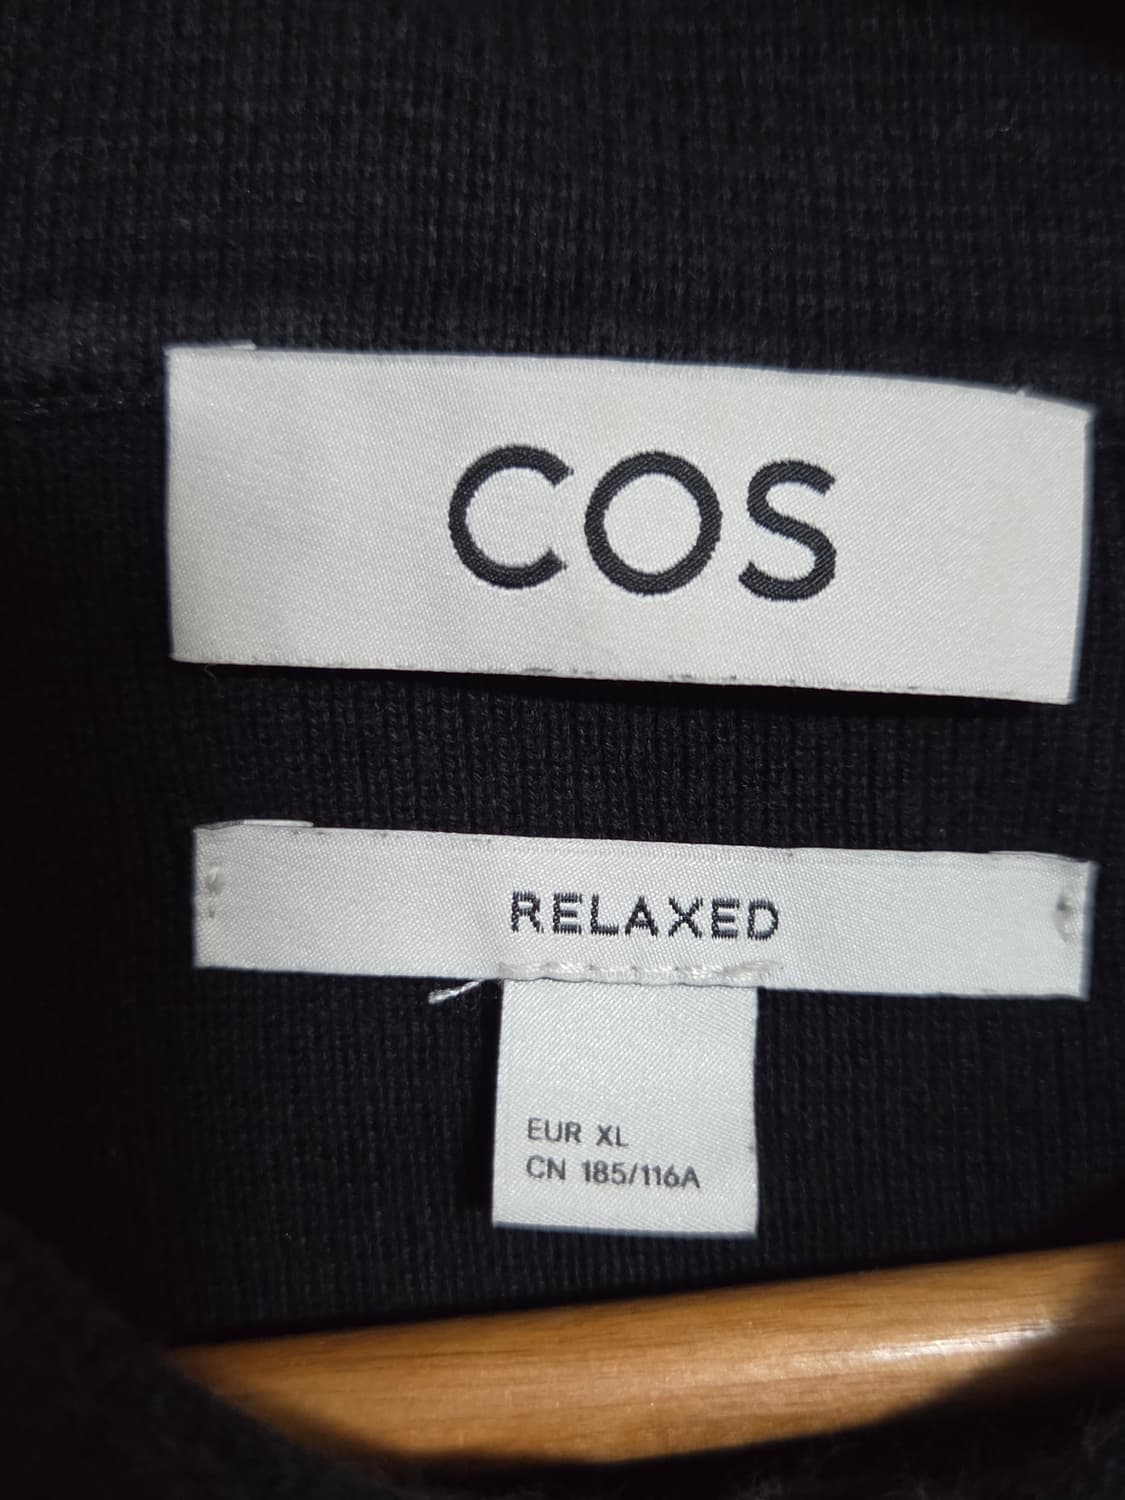 COS
RELAXED
EUR XL
CN 185/116A